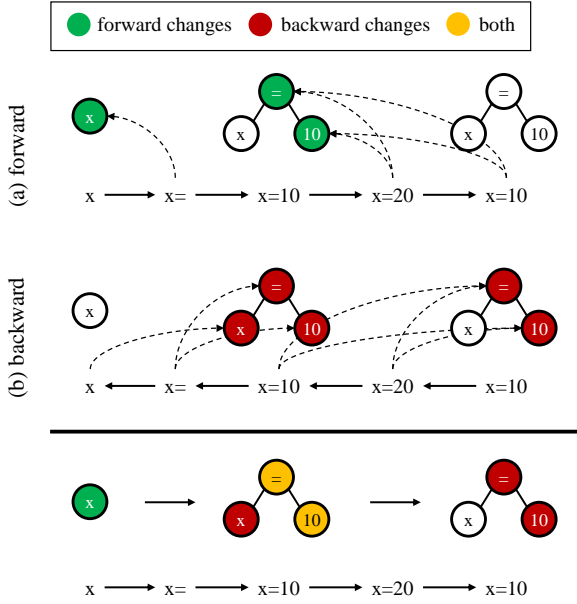 forward changes backward changes both
(a) forward
= =
x x 10 x 10
x x= x=10 x=20 x=10
(b) backward
= =
x x 10 x 10
x x= x=10 x=20 x=10
= =
x x 10 x 10
x x= x=10 x=20 x=10